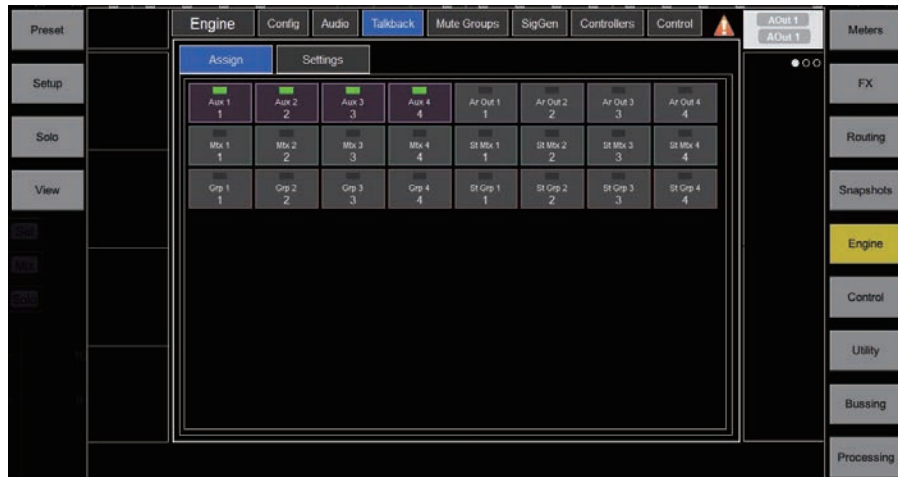 Preset
Setup
Solo
View
Sel
Mix
Solo
Engine Config Audio Talkback Mute Groups SigGen Controllers Control
AOut 1
AOut 1
Assign Settings
Aux 1 Aux 2 Aux 3 Aux 4 Ar Out 1 Ar Out 2 Ar Out 3 Ar Out 4
1 2 3 4 1 2 3 4
Mtx 1 Mtx 2 Mtx 3 Mtx 4 St Mtx 1 St Mtx 2 St Mtx 3 St Mtx 4
1 2 3 4 1 2 3 4
Grp 1 Grp 2 Grp 3 Grp 4 St Grp 1 St Grp 2 St Grp 3 St Grp 4
1 2 3 4 1 2 3 4
Meters
FX
Routing
Snapshots
Engine
Control
Utility
Bussing
Processing